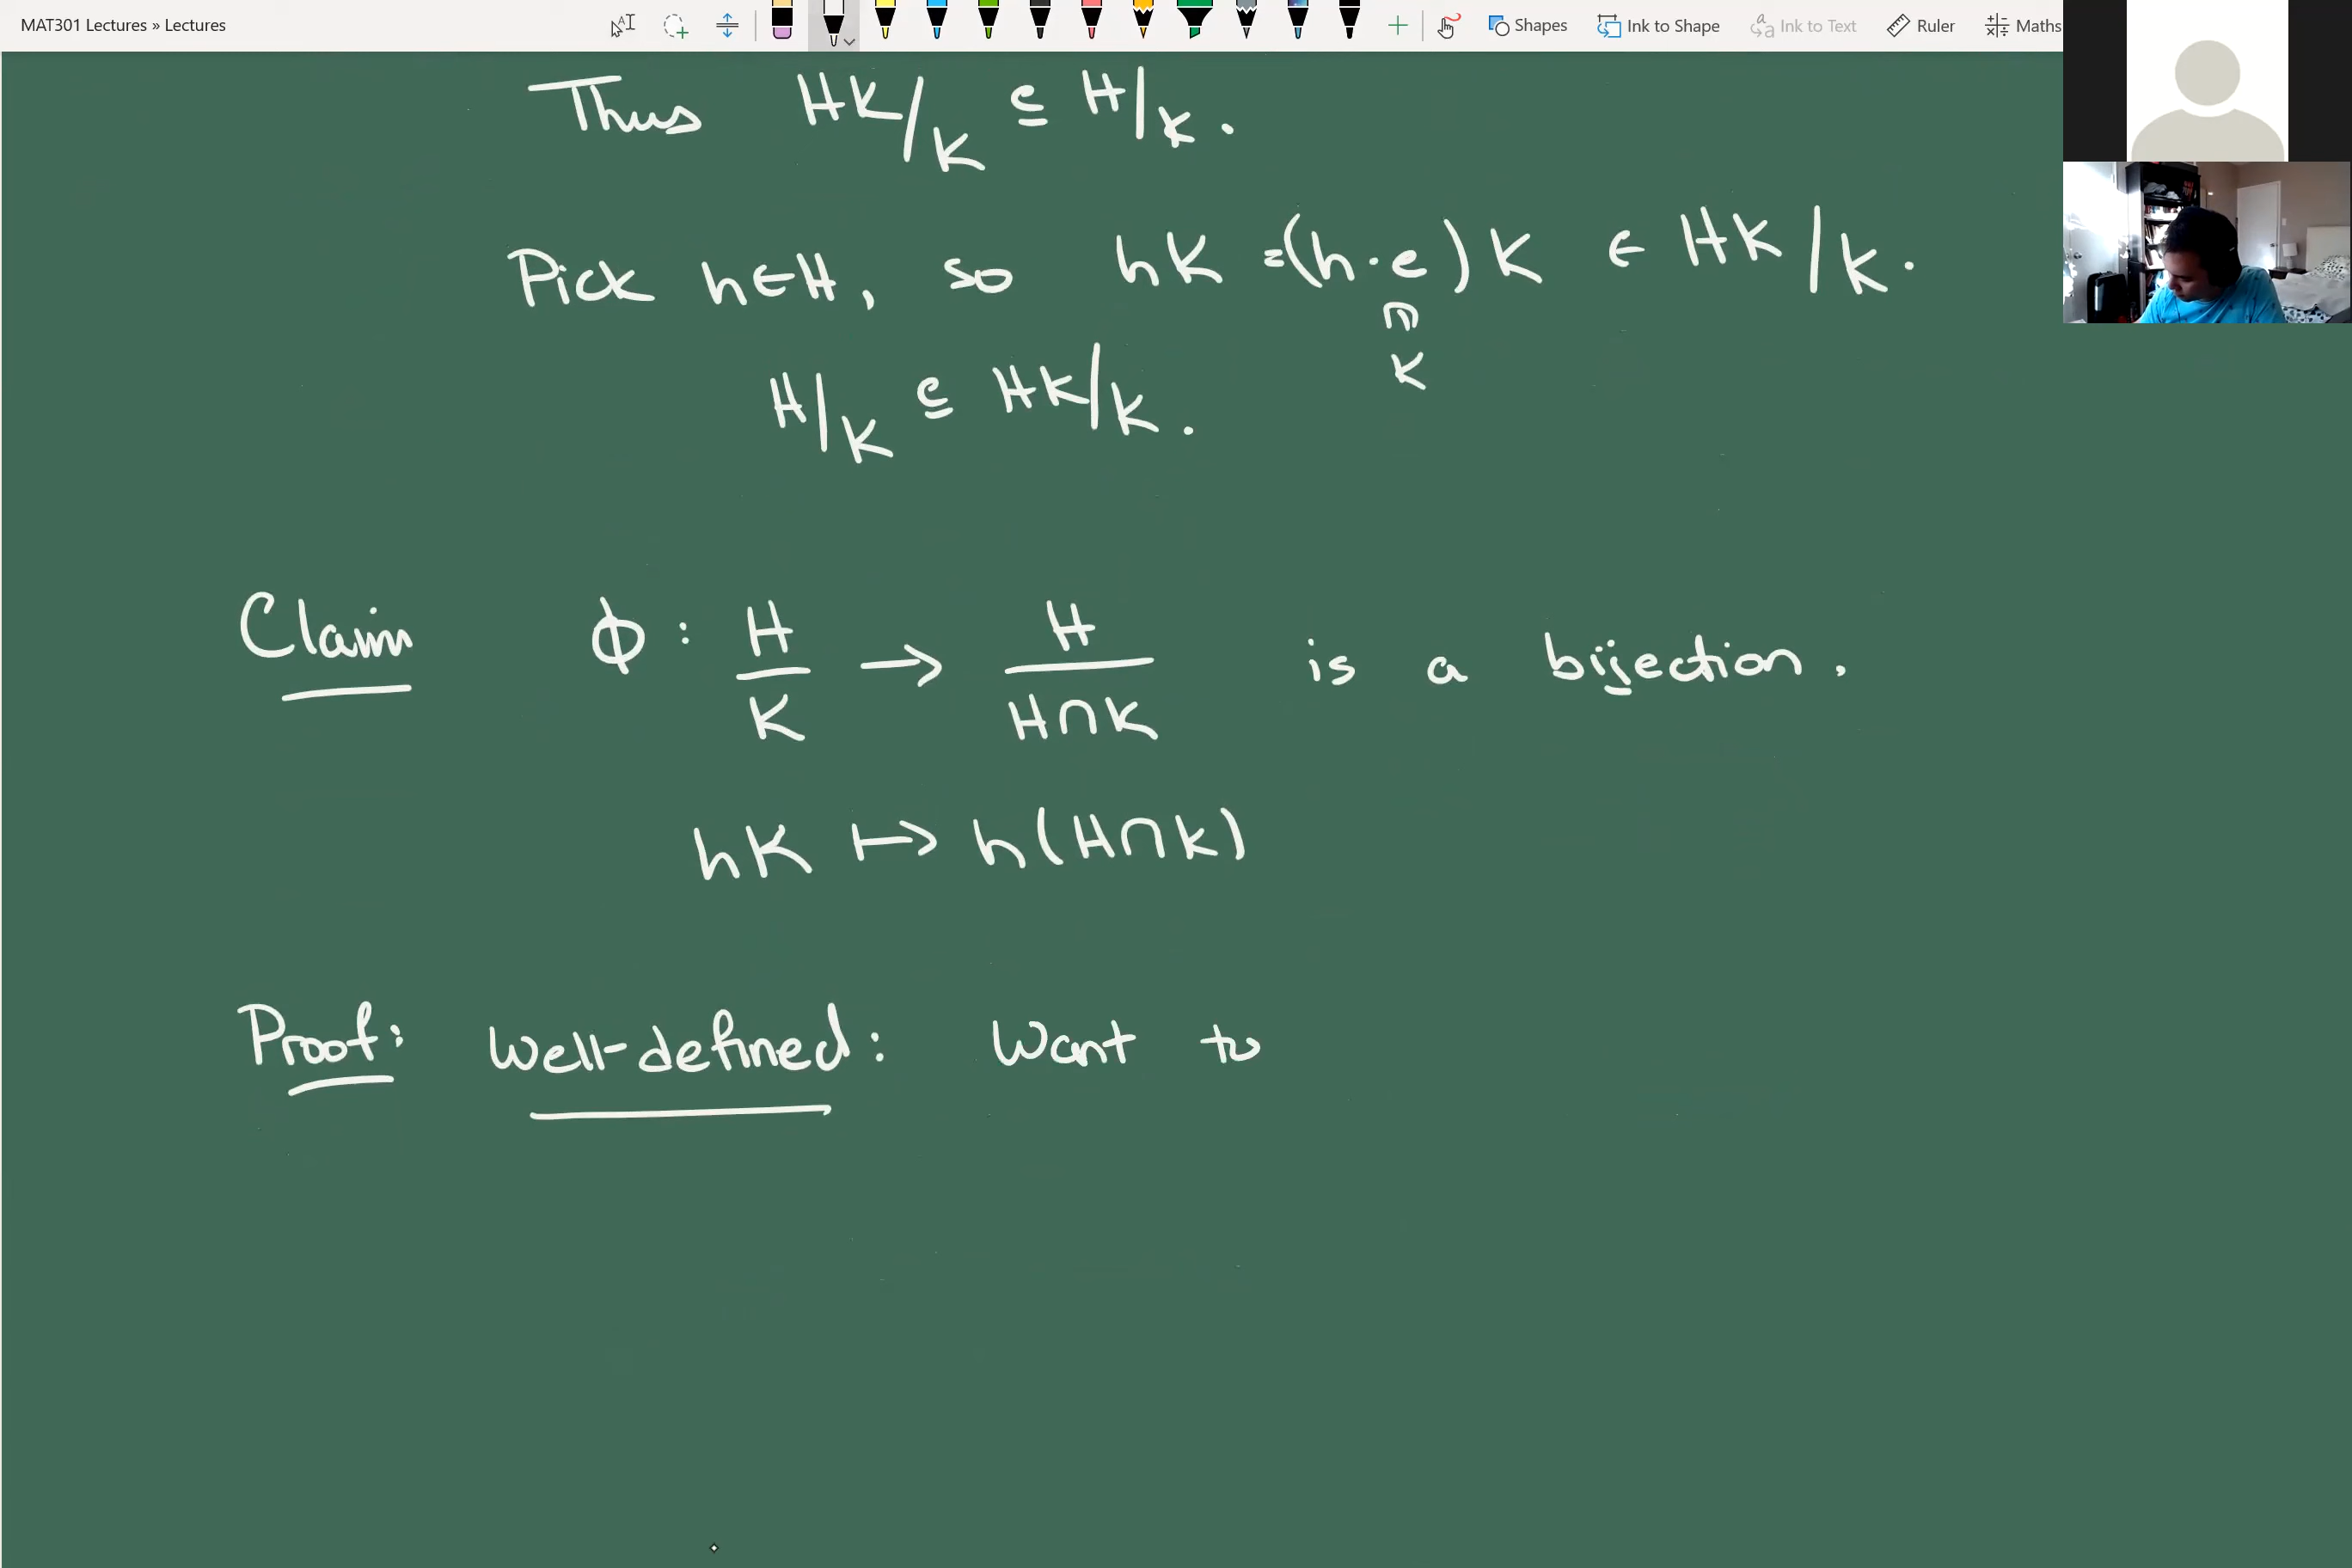 MAT301 Lectures » Lectures
Ink to Shape Ink to Text Ruler Maths
Shapes
Thus HK/K ⊆ H/K.
Pick h∈H, so hK =(h·e)K ∈ HK/K.
∩
K
H/K ⊆ HK/K.
Claim Φ: H/K → H/H∩K is a bijection.
hK ↦ h(H∩K)
Proof: Well-defined: Want to